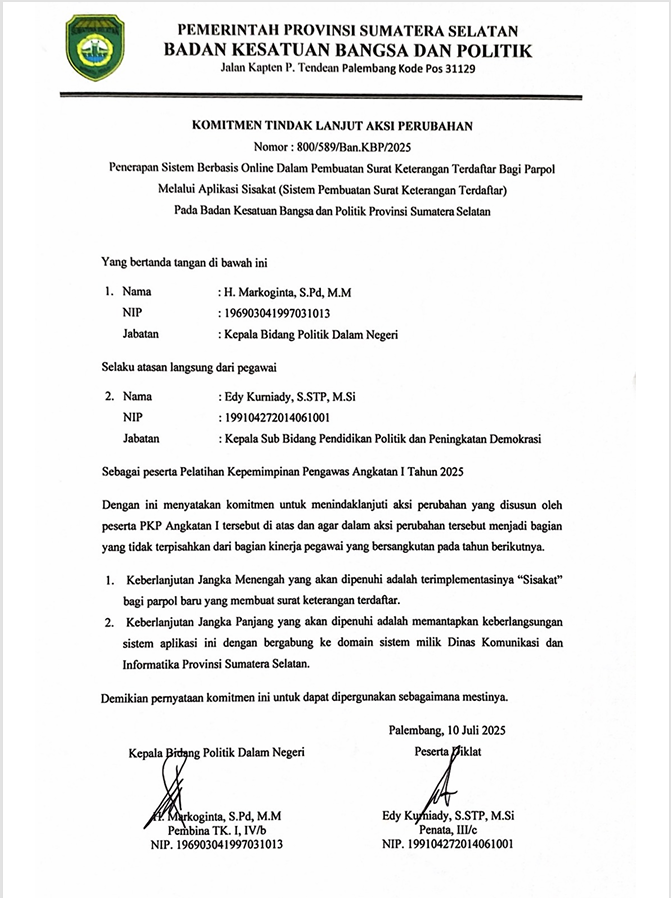 PEMERINTAH PROVINSI SUMATERA SELATAN
BADAN KESATUAN BANGSA DAN POLITIK
Jalan Kapten P. Tendean Palembang Kode Pos 31129
KOMITMEN TINDAK LANJUT AKSI PERUBAHAN
Nomor : 800/589/Ban.KBP/2025
Penerapan Sistem Berbasis Online Dalam Pembuatan Surat Keterangan Terdaftar Bagi Parpol
Melalui Aplikasi Sisakat (Sistem Pembuatan Surat Keterangan Terdaftar)
Pada Badan Kesatuan Bangsa dan Politik Provinsi Sumatera Selatan
Yang bertanda tangan di bawah ini
1. Nama : H. Markoginta, S.Pd, M.M
NIP : 196903041997031013
Jabatan : Kepala Bidang Politik Dalam Negeri
Selaku atasan langsung dari pegawai
2. Nama : Edy Kurniady, S.STP, M.Si
NIP : 199104272014061001
Jabatan : Kepala Sub Bidang Pendidikan Politik dan Peningkatan Demokrasi
Sebagai peserta Pelatihan Kepemimpinan Pengawas Angkatan I Tahun 2025
Dengan ini menyatakan komitmen untuk menindaklanjuti aksi perubahan yang disusun oleh
peserta PKP Angkatan I tersebut di atas dan agar dalam aksi perubahan tersebut menjadi bagian
yang tidak terpisahkan dari bagian kinerja pegawai yang bersangkutan pada tahun berikutnya.
1. Keberlanjutan Jangka Menengah yang akan dipenuhi adalah terimplementasinya “Sisakat”
bagi parpol baru yang membuat surat keterangan terdaftar.
2. Keberlanjutan Jangka Panjang yang akan dipenuhi adalah memantapkan keberlangsungan
sistem aplikasi ini dengan bergabung ke domain sistem milik Dinas Komunikasi dan
Informatika Provinsi Sumatera Selatan.
Demikian pernyataan komitmen ini untuk dapat dipergunakan sebagaimana mestinya.
Palembang, 10 Juli 2025
Kepala Bidang Politik Dalam Negeri
Peserta Diklat
H. Markoginta, S.Pd, M.M
Pembina TK. I, IV/b
NIP. 196903041997031013
Edy Kurniady, S.STP, M.Si
Penata, III/c
NIP. 199104272014061001